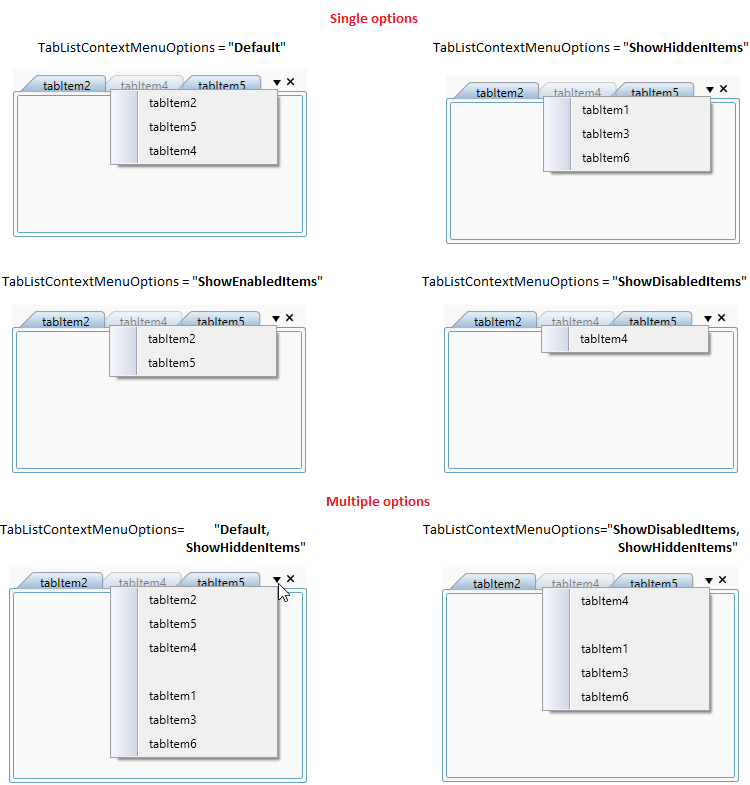 Single options
TabListContextMenuOptions = "Default"
tabItem2 tabItem4 tabItem5
tabItem2
tabItem5
tabItem4
TabListContextMenuOptions = "ShowHiddenItems"
tabItem2 tabItem4 tabItem5
tabItem1
tabItem3
tabItem6
TabListContextMenuOptions = "ShowEnabledItems"
tabItem2 tabItem4 tabItem5
tabItem2
tabItem5
TabListContextMenuOptions = "ShowDisabledItems"
tabItem2 tabItem4 tabItem5
tabItem4
Multiple options
TabListContextMenuOptions= "Default,
ShowHiddenItems"
tabItem2 tabItem4 tabItem5
tabItem2
tabItem5
tabItem4
tabItem1
tabItem3
tabItem6
TabListContextMenuOptions="ShowDisabledItems,
ShowHiddenItems"
tabItem2 tabItem4 tabItem5
tabItem4
tabItem1
tabItem3
tabItem6